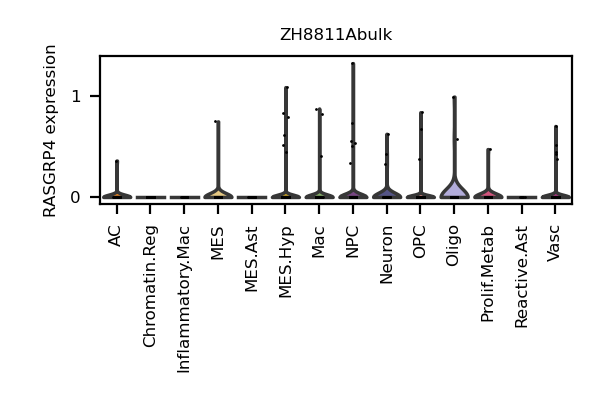 ZH8811Abulk
RASGRP4 expression
1
0
AC
Chromatin.Reg
Inflammatory.Mac
MES
MES.Ast
MES.Hyp
Mac
NPC
Neuron
OPC
Oligo
Prolif.Metab
Reactive.Ast
Vasc